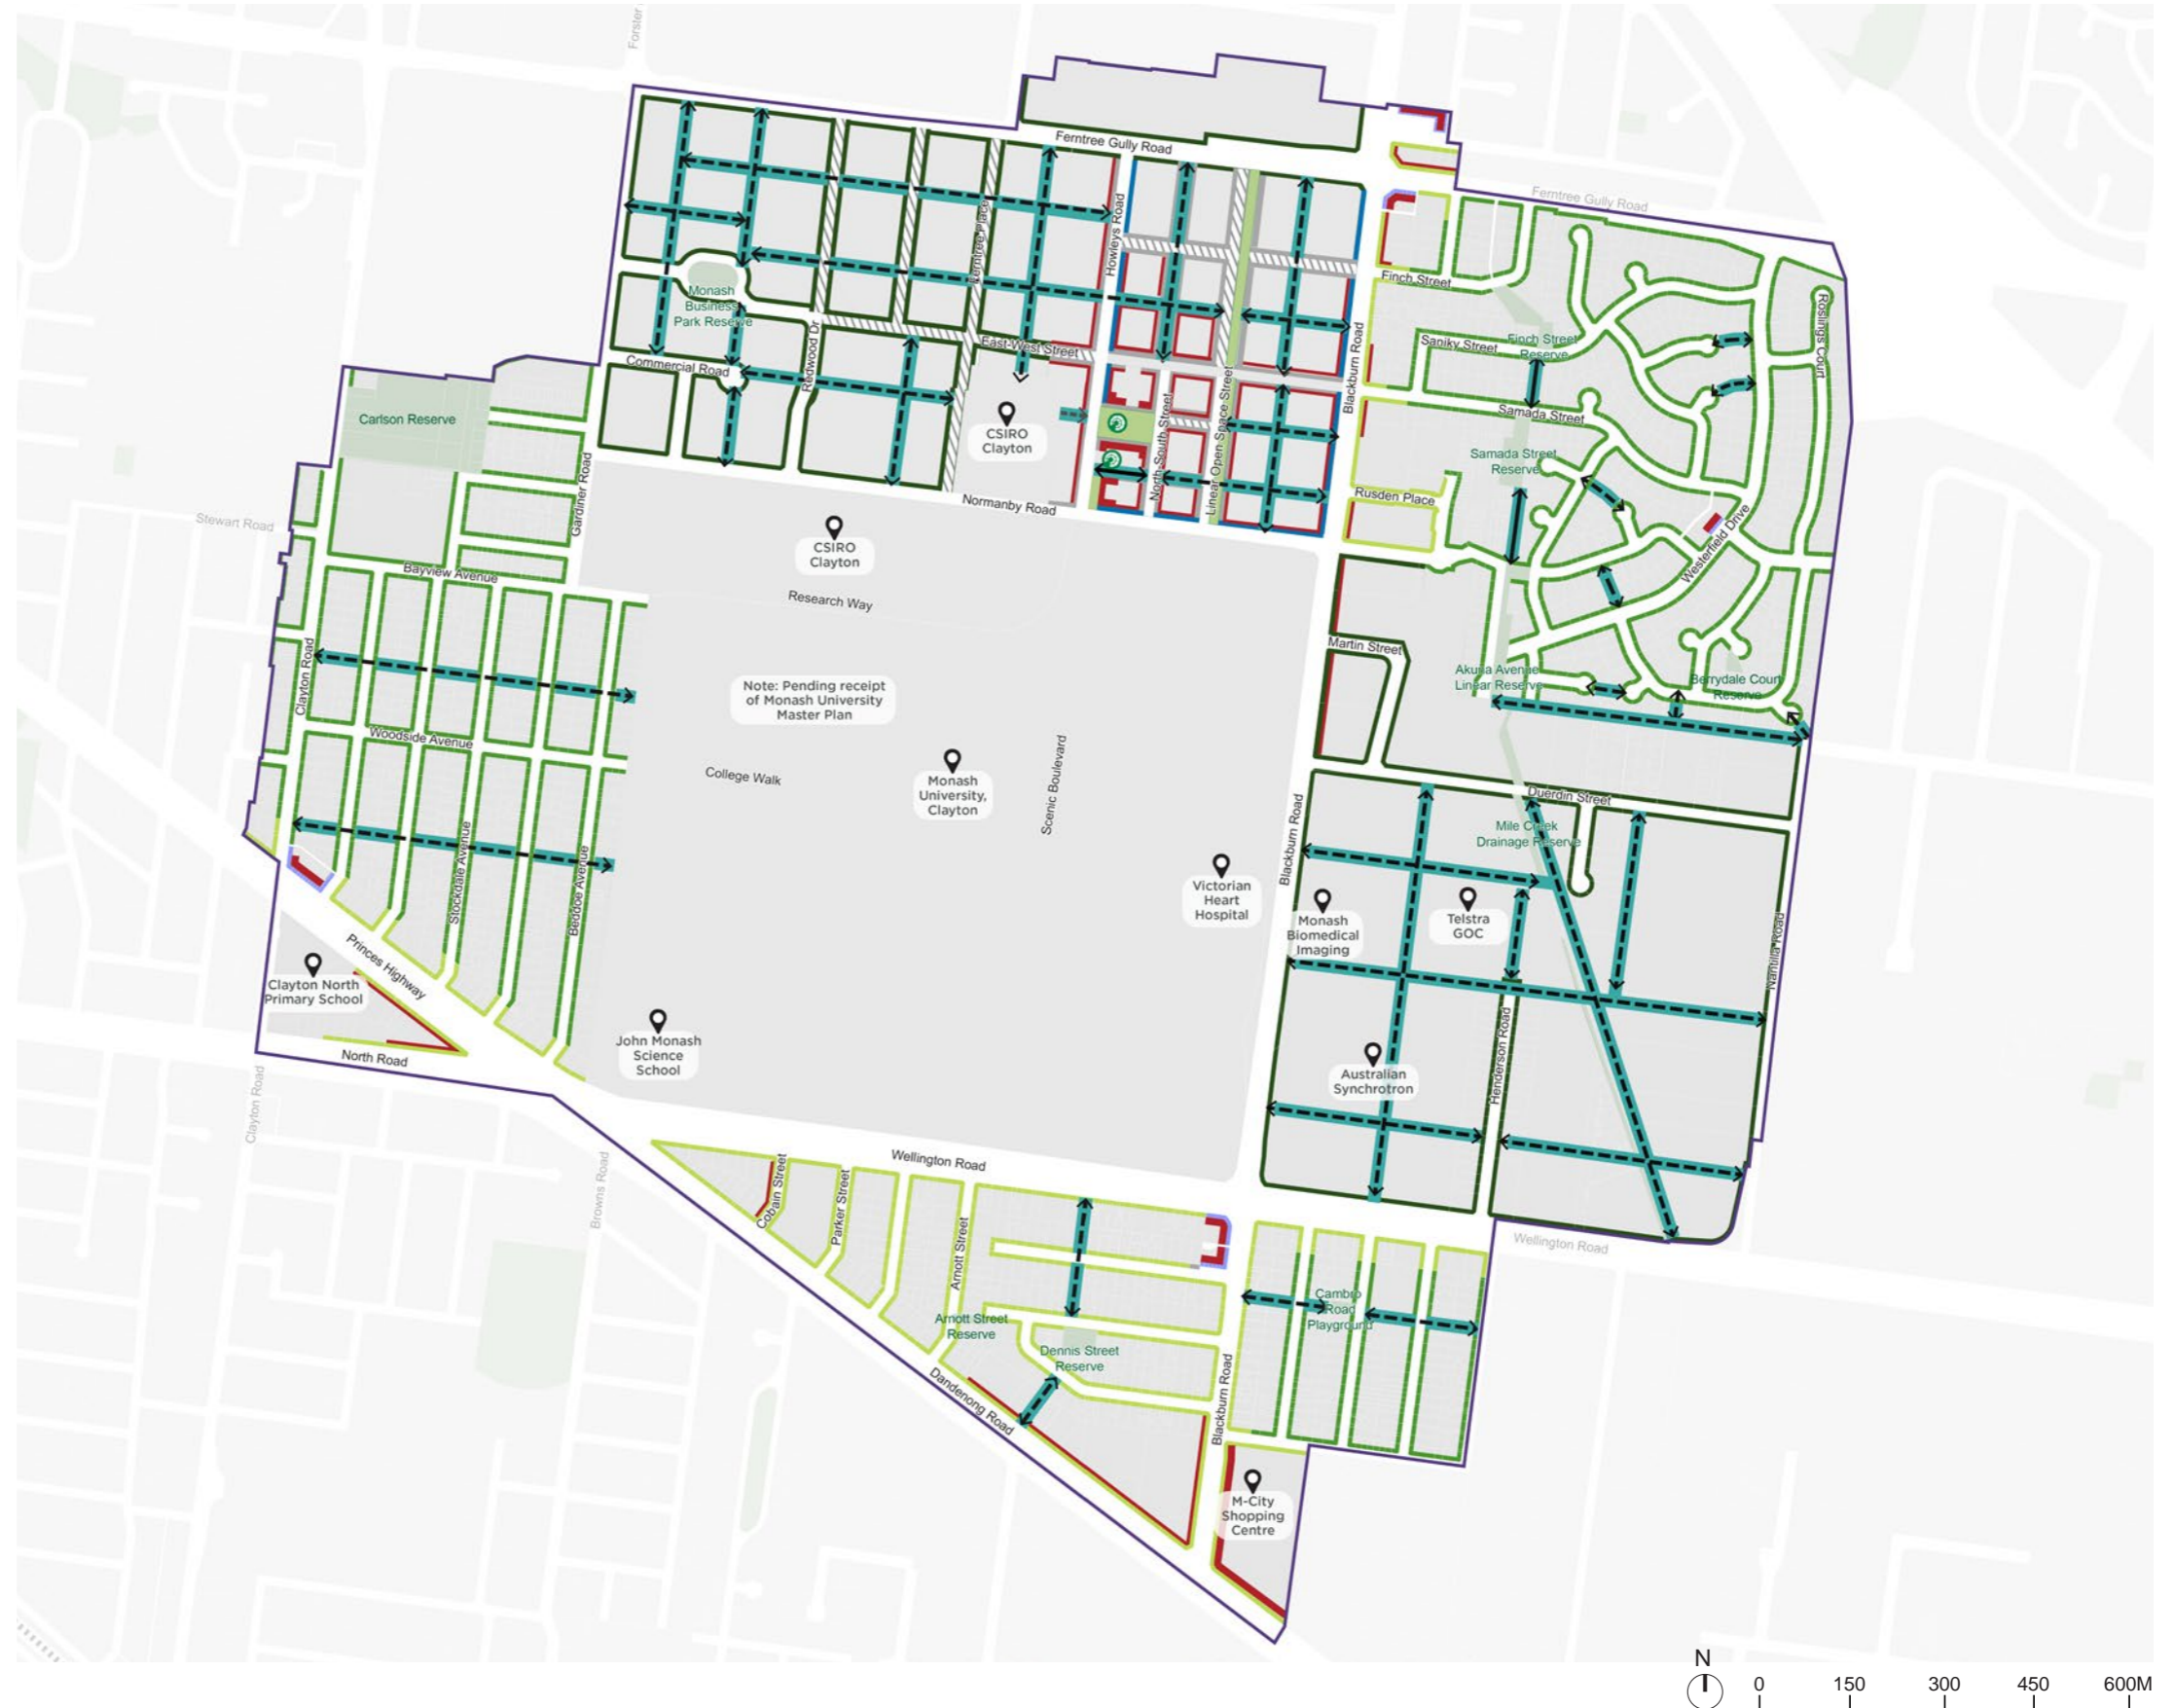 Forster
Ferntree Gully Road
Ferntree Gully Road
Howleys Road
Ferntree Place
Finch Street
Roslings Court
Monash
Business
Park Reserve
Saniky Street
Finch Street
Reserve
East-West Street
Commercial Road
Redwood Dr
Blackburn Road
Carlson Reserve
CSIRO
Clayton
North-South Street
Linear Open Space Street
Samada Street
Samada Street
Reserve
Gardiner Road
Normanby Road
Rusden Place
Stewart Road
CSIRO
Clayton
Westerfield Drive
Bayview Avenue
Research Way
Martin Street
Clayton Road
Note: Pending receipt
of Monash University
Master Plan
Akuna Avenue
Linear Reserve
Berrydale Court
Reserve
Woodside Avenue
College Walk
Monash
University,
Clayton
Scenic Boulevard
Duerdin Street
Mile Creek
Drainage Reserve
Blackburn Road
Stockdale Avenue
Beddoe Avenue
Victorian
Heart
Hospital
Monash
Biomedical
Imaging
Telstra
GOC
Nantilla Road
Princes Highway
Clayton North
Primary School
John Monash
Science
School
North Road
Henderson Road
Australian
Synchrotron
Clayton Road
Browns Road
Wellington Road
Cobain Street
Parker Street
Arnott Street
Wellington Road
Cambro
Road
Playground
Arnott Street
Reserve
Dennis Street
Reserve
Dandenong Road
Blackburn Road
M-City
Shopping
Centre
N
0 150 300 450 600M